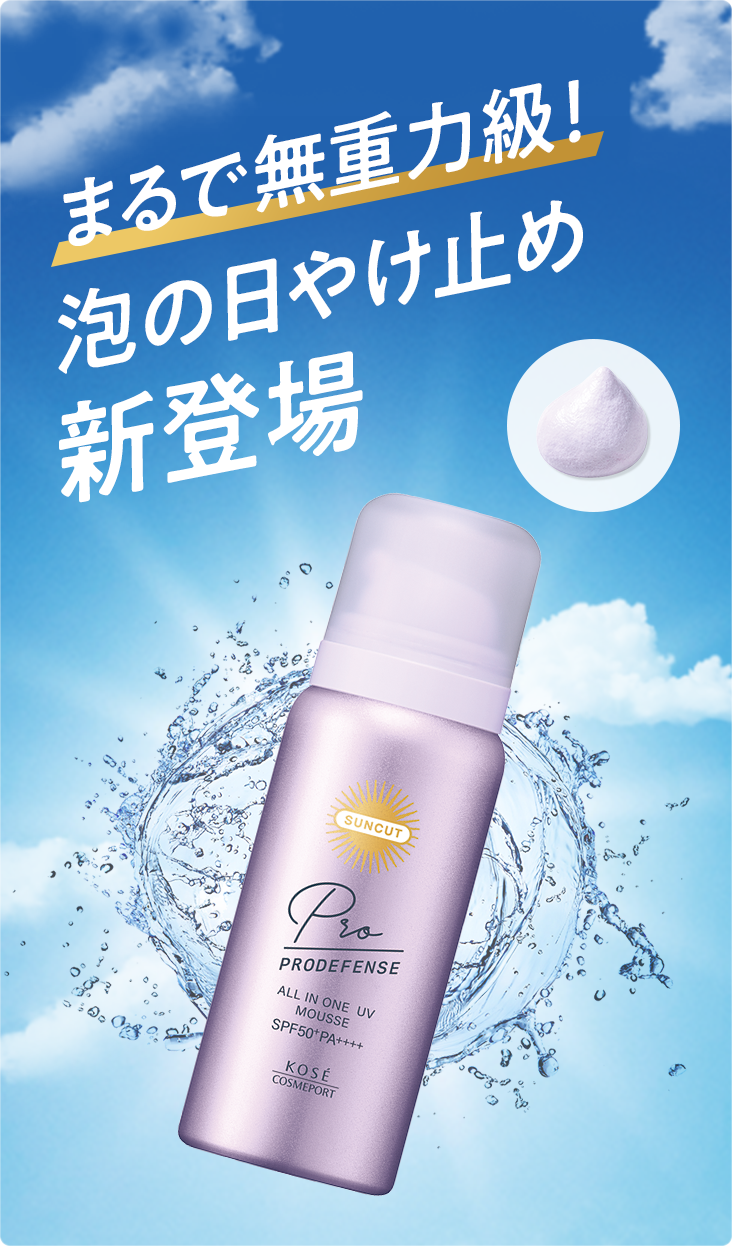 まるで無重力級!
泡の日やけ止め
新登場
SUNCUT
Pro
PRODEFENSE
ALL IN ONE UV
MOUSSE
SPF50+PA++++
KOSÉ
COSMEPORT